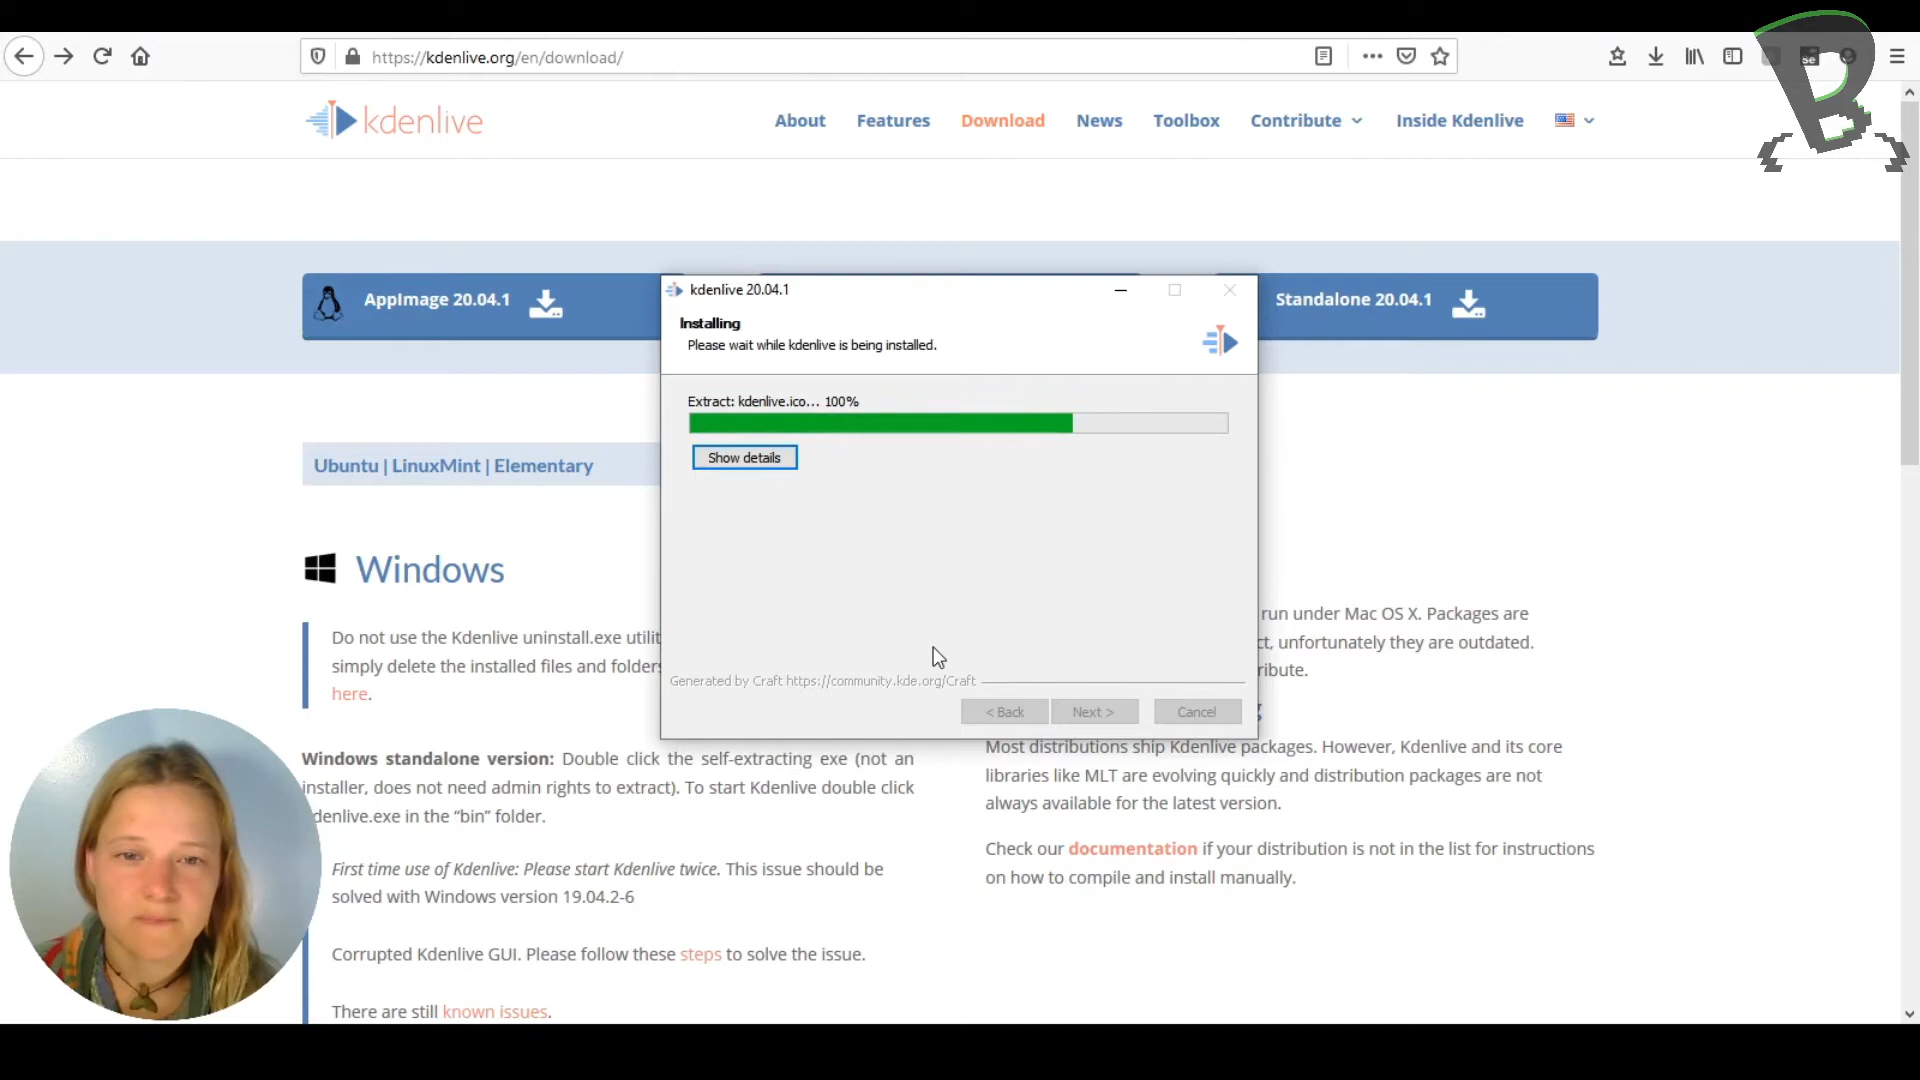 https://kdenlive.org/en/download/
kdenlive
About
Features
Download
News
Toolbox
Contribute
Inside Kdenlive
AppImage 20.04.1
Standalone 20.04.1
kdenlive 20.04.1
Installing
Please wait while kdenlive is being installed.
Extract: kdenlive.ico... 100%
Show details
Generated by Craft https://community.kde.org/Craft
< Back
Next >
Cancel
Ubuntu | LinuxMint | Elementary
Windows
Do not use the Kdenlive uninstall.exe
simply delete the installed files and folders
here.
Windows standalone version: Double click the self-extracting exe (not an
installer, does not need admin rights to extract). To start Kdenlive double click
denlive.exe in the “bin” folder.
First time use of Kdenlive: Please start Kdenlive twice. This issue should be
solved with Windows version 19.04.2-6
Corrupted Kdenlive GUI. Please follow these steps to solve the issue.
There are still known issues.
run under Mac OS X. Packages are
ct, unfortunately they are outdated.
ribute.
Most distributions ship Kdenlive packages. However, Kdenlive and its core
libraries like MLT are evolving quickly and distribution packages are not
always available for the latest version.
Check our documentation if your distribution is not in the list for instructions
on how to compile and install manually.